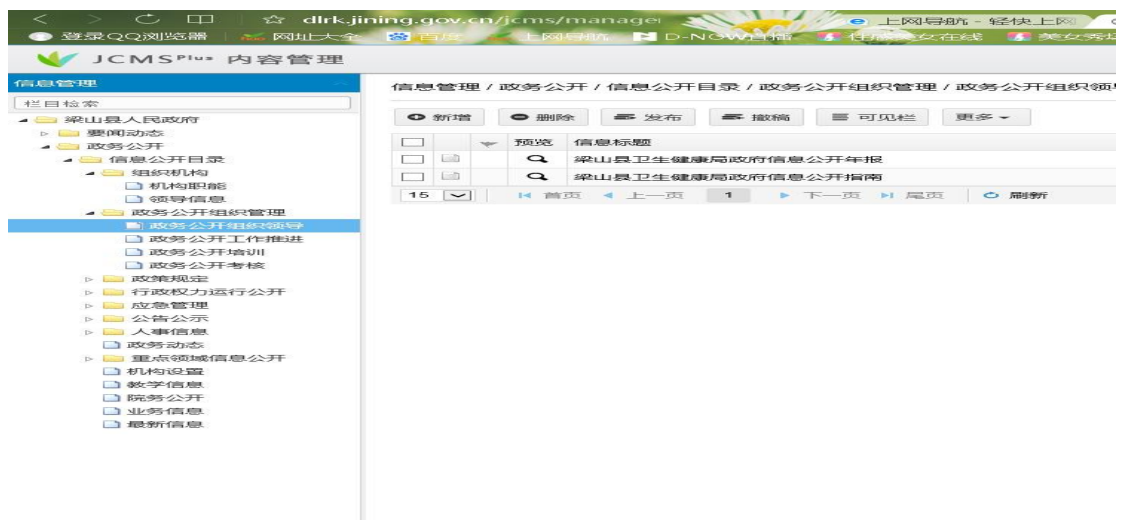 dlrk.jining.gov.cn/jcms/manager
上网导航 - 轻快上网
登录QQ浏览器
网址大全
百度
上网导航
JCMSPlus 内容管理
信息管理
栏目检索
梁山县人民政府
要闻动态
政务公开
信息公开目录
组织机构
机构职能
领导信息
政务公开组织管理
政务公开组织领导
政务公开工作推进
政务公开培训
政务公开考核
政策规定
行政权力运行公开
应急管理
公告公示
人事信息
政务动态
重点领域信息公开
机构设置
教学信息
院务公开
业务信息
最新信息
信息管理 / 政务公开 / 信息公开目录 / 政务公开组织管理 / 政务公开组织领
新增 删除 发布 撤稿 可见栏 更多
预览 信息标题
梁山县卫生健康局政府信息公开年报
梁山县卫生健康局政府信息公开指南
15 首页 上一页 1 下一页 尾页 刷新